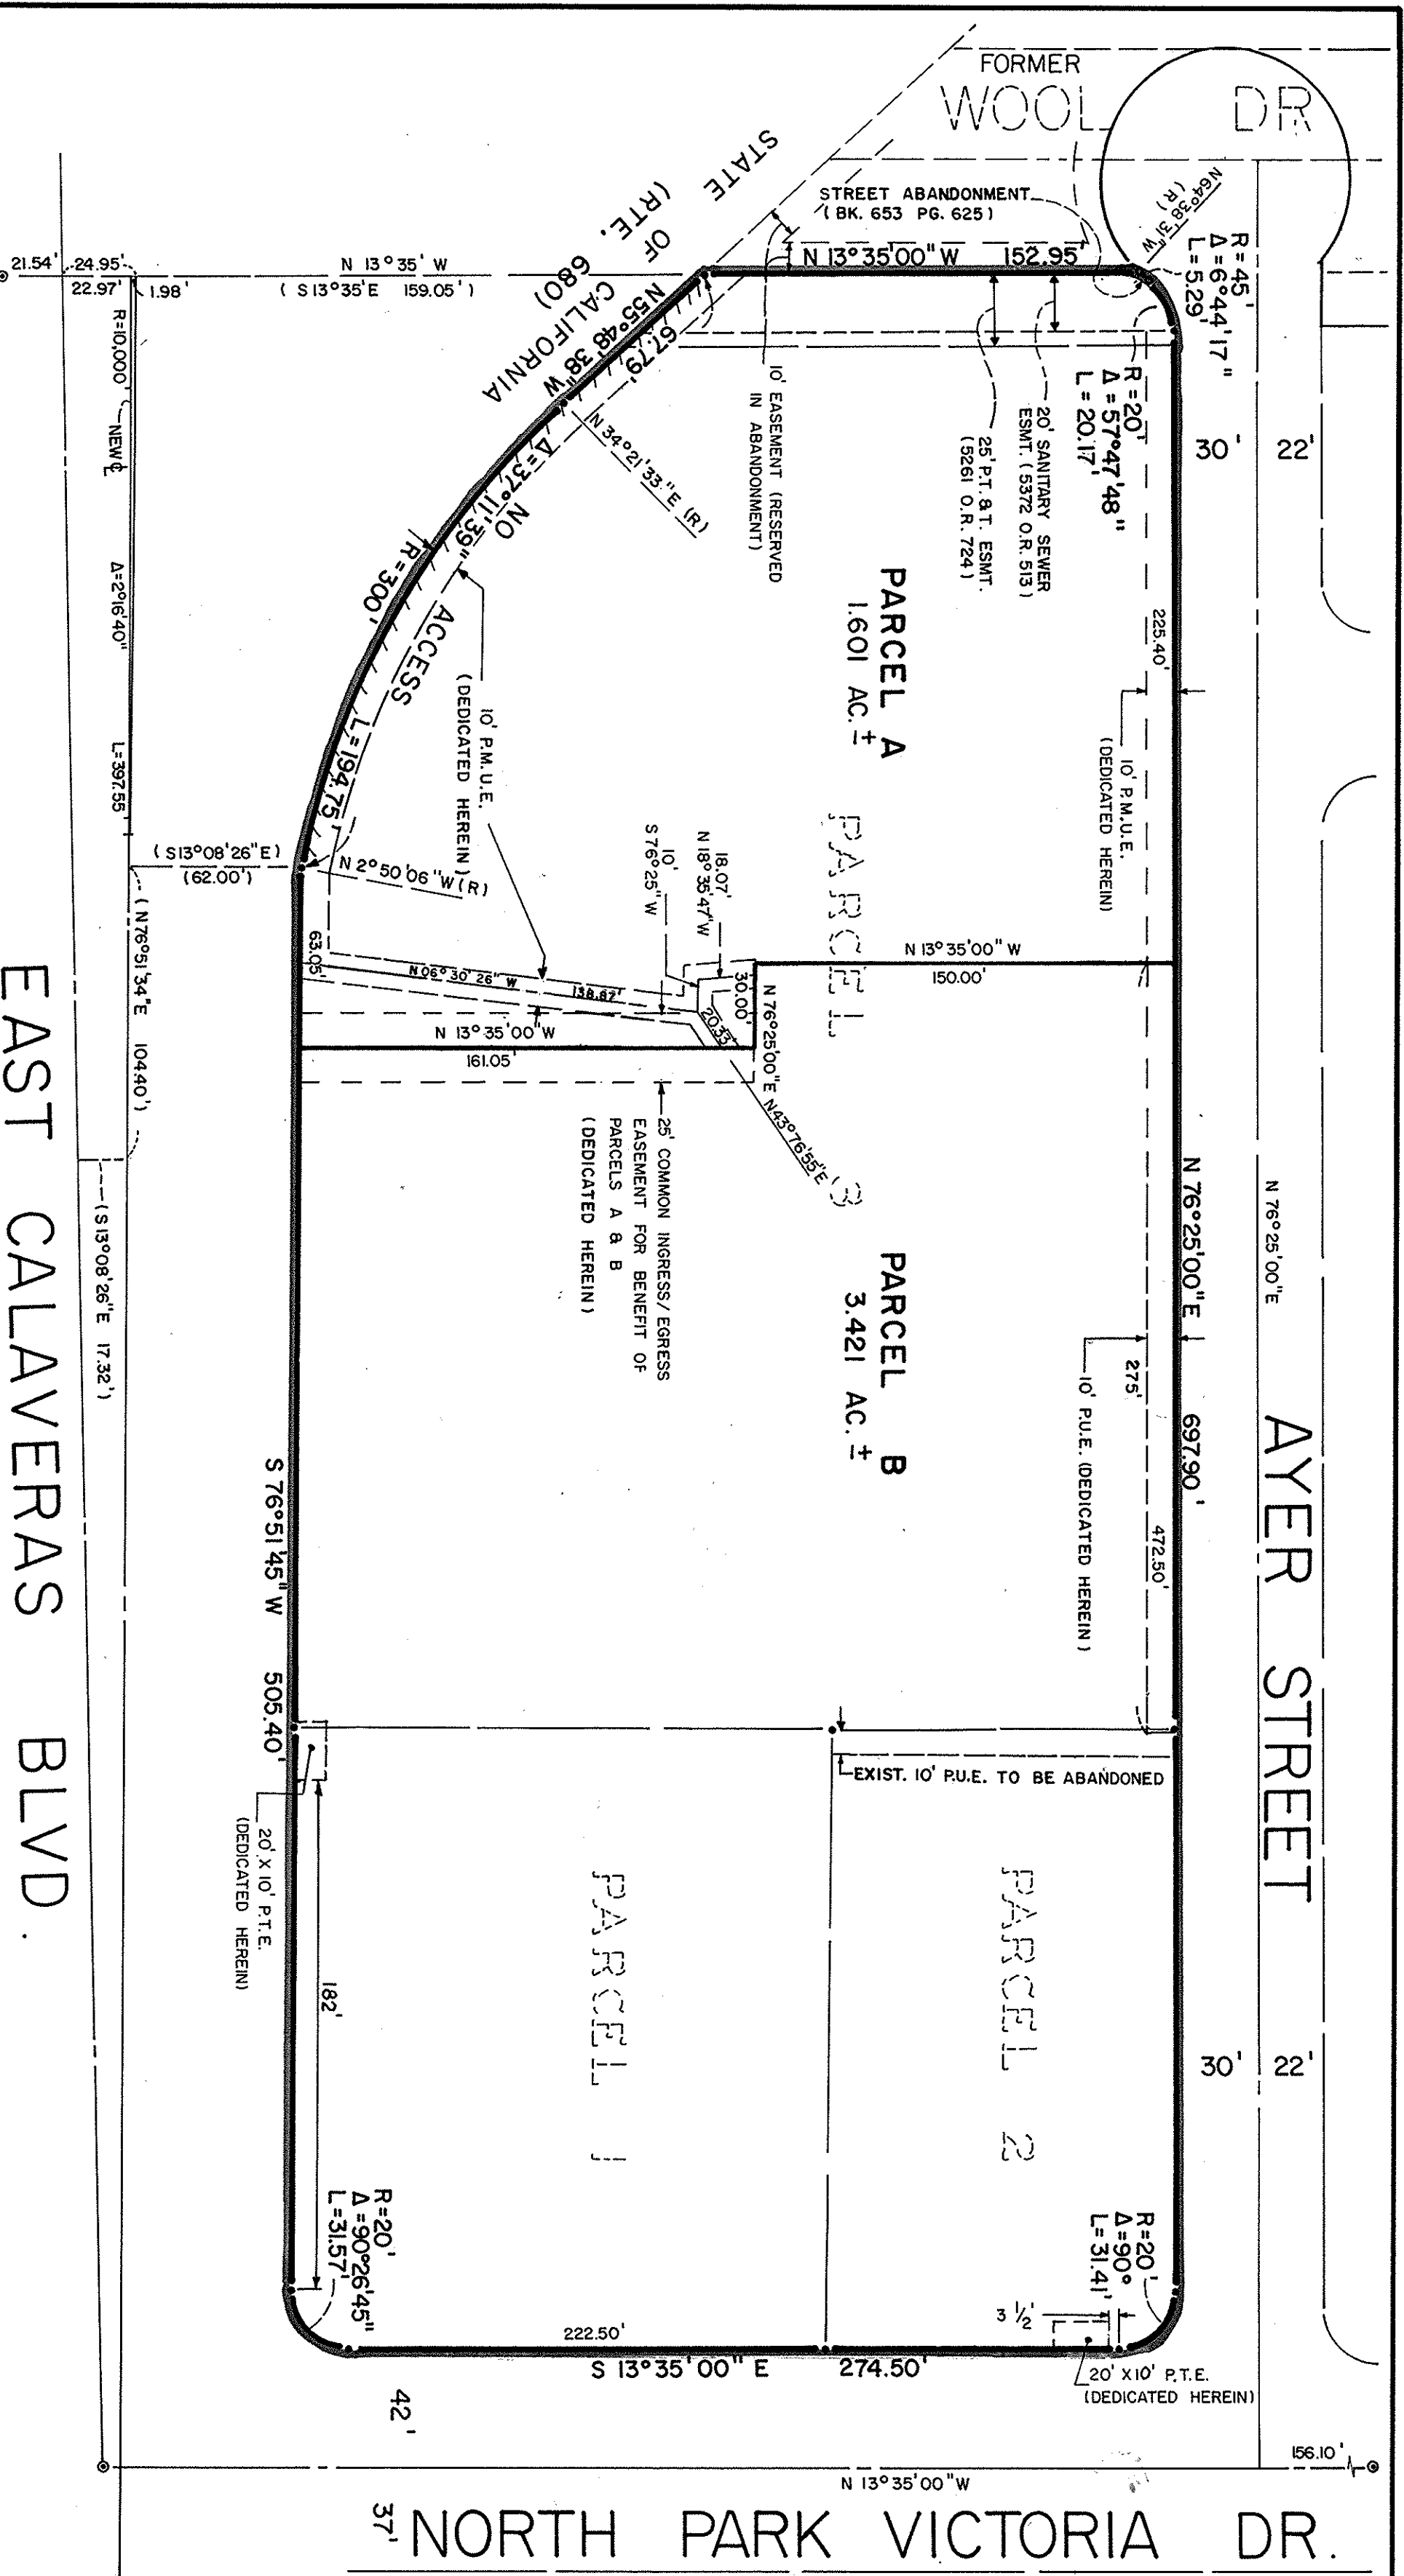 FORMER
WOOL DR
N64°38'31"W
(R)
STREET ABANDONMENT
(BK. 653 PG. 625)
R=45'
Δ=6°44'17"
L=5.29'
STATE OF CALIFORNIA
(RTE. 680)
N 13°35'00" W 152.95'
21.54'
24.95'
22.97'
1.98'
N 13°35' W
(S13°35'E 159.05')
N55°48'38"W
67.79'
R=10,000'
NEW ℄
Δ=2°16'40"
L=397.55'
10' EASEMENT (RESERVED
IN ABANDONMENT)
25' P.T. & T. ESMT.
(5261 O.R. 724)
20' SANITARY SEWER
ESMT. (5372 O.R. 513)
R=20'
Δ=57°47'48"
L=20.17'
30' 22'
N 34°21'33"E (R)
Δ=37°11'39"
R=300'
L=194.75'
NO ACCESS
PARCEL A
1.601 AC.±
225.40'
10' P.M.U.E.
(DEDICATED HEREIN)
10' P.M.U.E.
(DEDICATED HEREIN)
(S13°08'26"E)
(62.00')
N 2°50'06"W(R)
18.07'
N 18°35'47"W
10'
S 76°25" W
PARCEL 3
N 13°35'00" W
150.00'
63.05'
N 06°30'26" W 138.87'
30.00'
20.33'
N 76°25'00"E
N43°76'55"E
N 13°35'00"W
161.05'
(N76°51'34"E 104.40')
(S13°08'26"E 17.32')
25' COMMON INGRESS/EGRESS
EASEMENT FOR BENEFIT OF
PARCELS A & B
(DEDICATED HEREIN)
N 76°25'00"E 697.90'
N 76°25'00"E
PARCEL B
3.421 AC.±
275'
472.50'
10' P.U.E. (DEDICATED HEREIN)
AYER STREET
EAST CALAVERAS BLVD.
S 76°51'45" W 505.40'
EXIST. 10' P.U.E. TO BE ABANDONED
20' X 10' P.T.E.
(DEDICATED HEREIN)
182'
PARCEL 1
PARCEL 2
30' 22'
R=20'
Δ=90°26'45"
L=31.57'
R=20'
Δ=90°
L=31.41'
3 1/2'
222.50'
S 13°35'00" E 274.50'
20' X10' P.T.E.
(DEDICATED HEREIN)
42'
156.10'
N 13°35'00"W
37'
NORTH PARK VICTORIA DR.